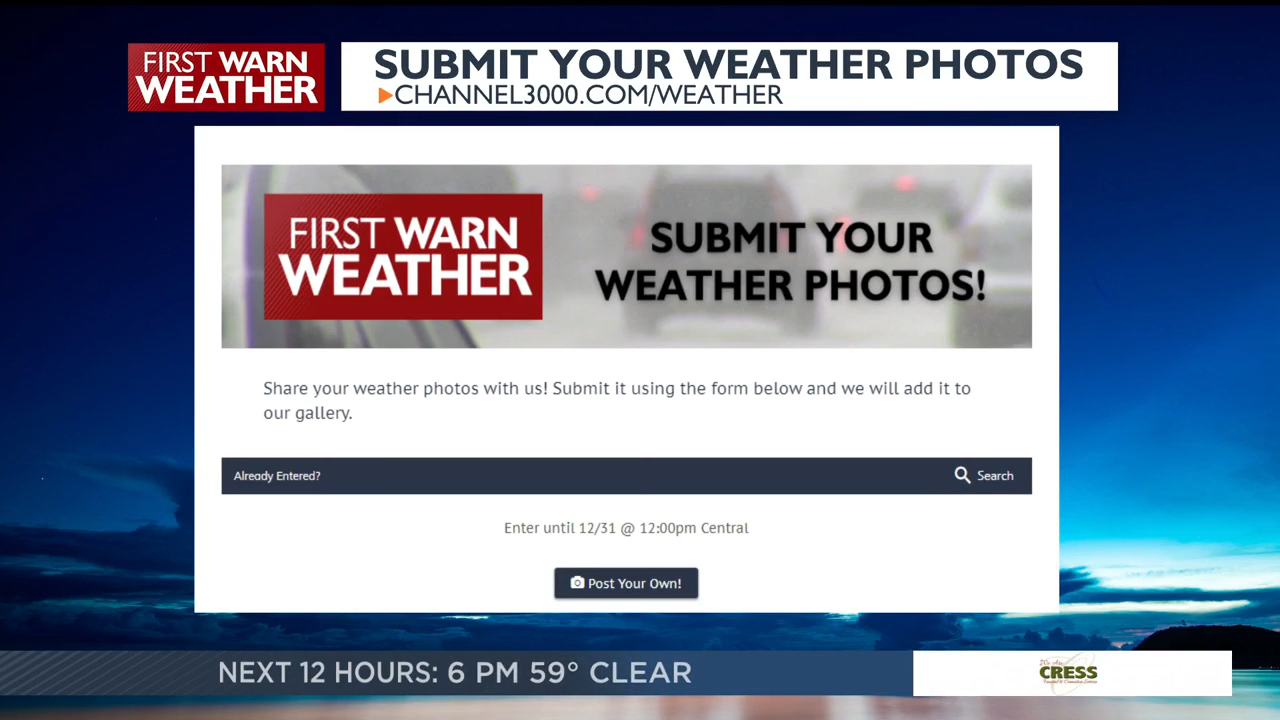 FIRST WARN
WEATHER
SUBMIT YOUR WEATHER PHOTOS
CHANNEL3000.COM/WEATHER
FIRST WARN
WEATHER
SUBMIT YOUR
WEATHER PHOTOS!
Share your weather photos with us! Submit it using the form below and we will add it to
our gallery.
Already Entered?
Search
Enter until 12/31 @ 12:00pm Central
Post Your Own!
NEXT 12 HOURS: 6 PM 59° CLEAR
We Are
CRESS